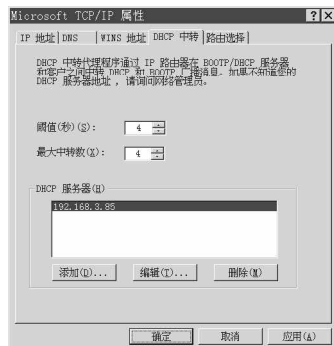 Microsoft TCP/IP 属性
IP 地址 DNS WINS 地址 DHCP 中转 路由选择
DHCP 中转代理程序通过 IP 路由器在 BOOTP/DHCP 服务器
和客户之间中转 DHCP 和 BOOTP 广播消息。如果不知道您的
DHCP 服务器地址，请询问网络管理员。
阈值(秒)(S): 4
最大中转数(X): 4
DHCP 服务器(H)
192.168.3.85
添加(D)... 编辑(T)... 删除(M)
确定 取消 应用(A)